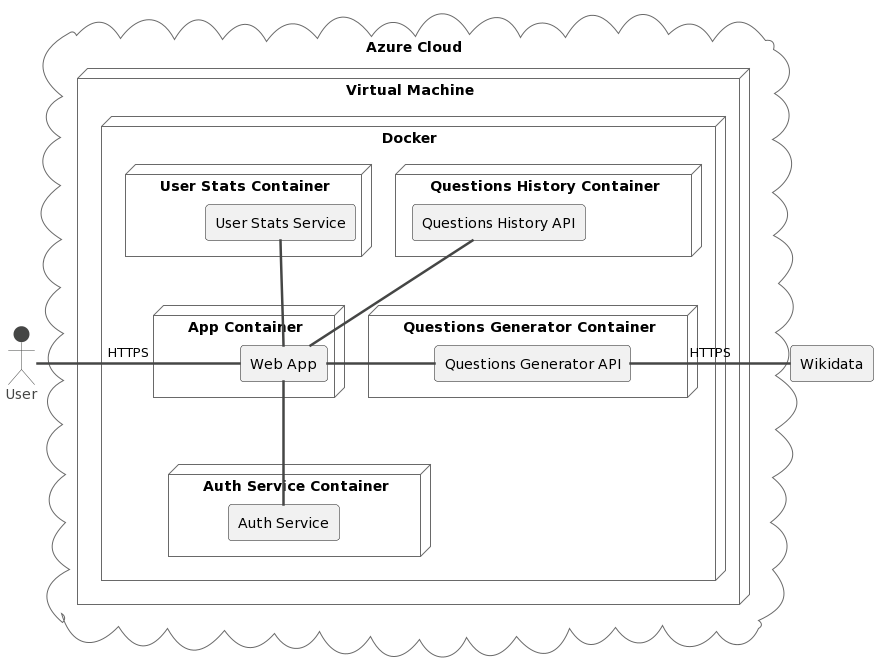 Azure Cloud
Virtual Machine
Docker
User Stats Container
Questions History Container
User Stats Service
Questions History API
App Container
Questions Generator Container
HTTPS
HTTPS
Web App
Questions Generator API
Wikidata
User
Auth Service Container
Auth Service